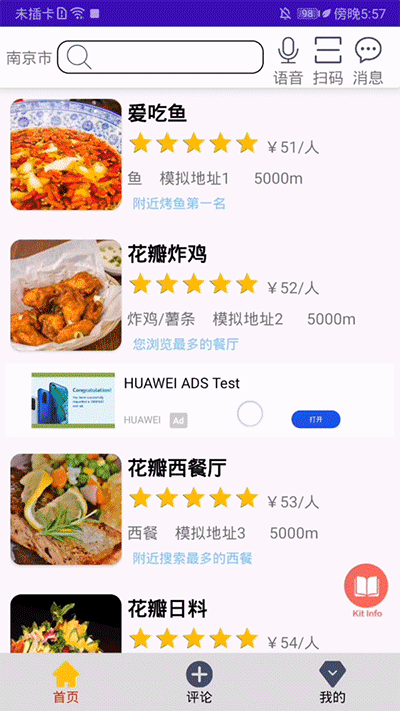 未插卡 98 傍晚5:57
南京市 语音 扫码 消息
爱吃鱼
￥51/人
鱼 模拟地址1 5000m
附近烤鱼第一名
花瓣炸鸡
￥52/人
炸鸡/薯条 模拟地址2 5000m
您浏览最多的餐厅
Congratulation!
HUAWEI ADS Test
HUAWEI Ad 打开
花瓣西餐厅
￥53/人
西餐 模拟地址3 5000m
附近搜索最多的西餐
Kit Info
花瓣日料
￥54/人
首页 评论 我的